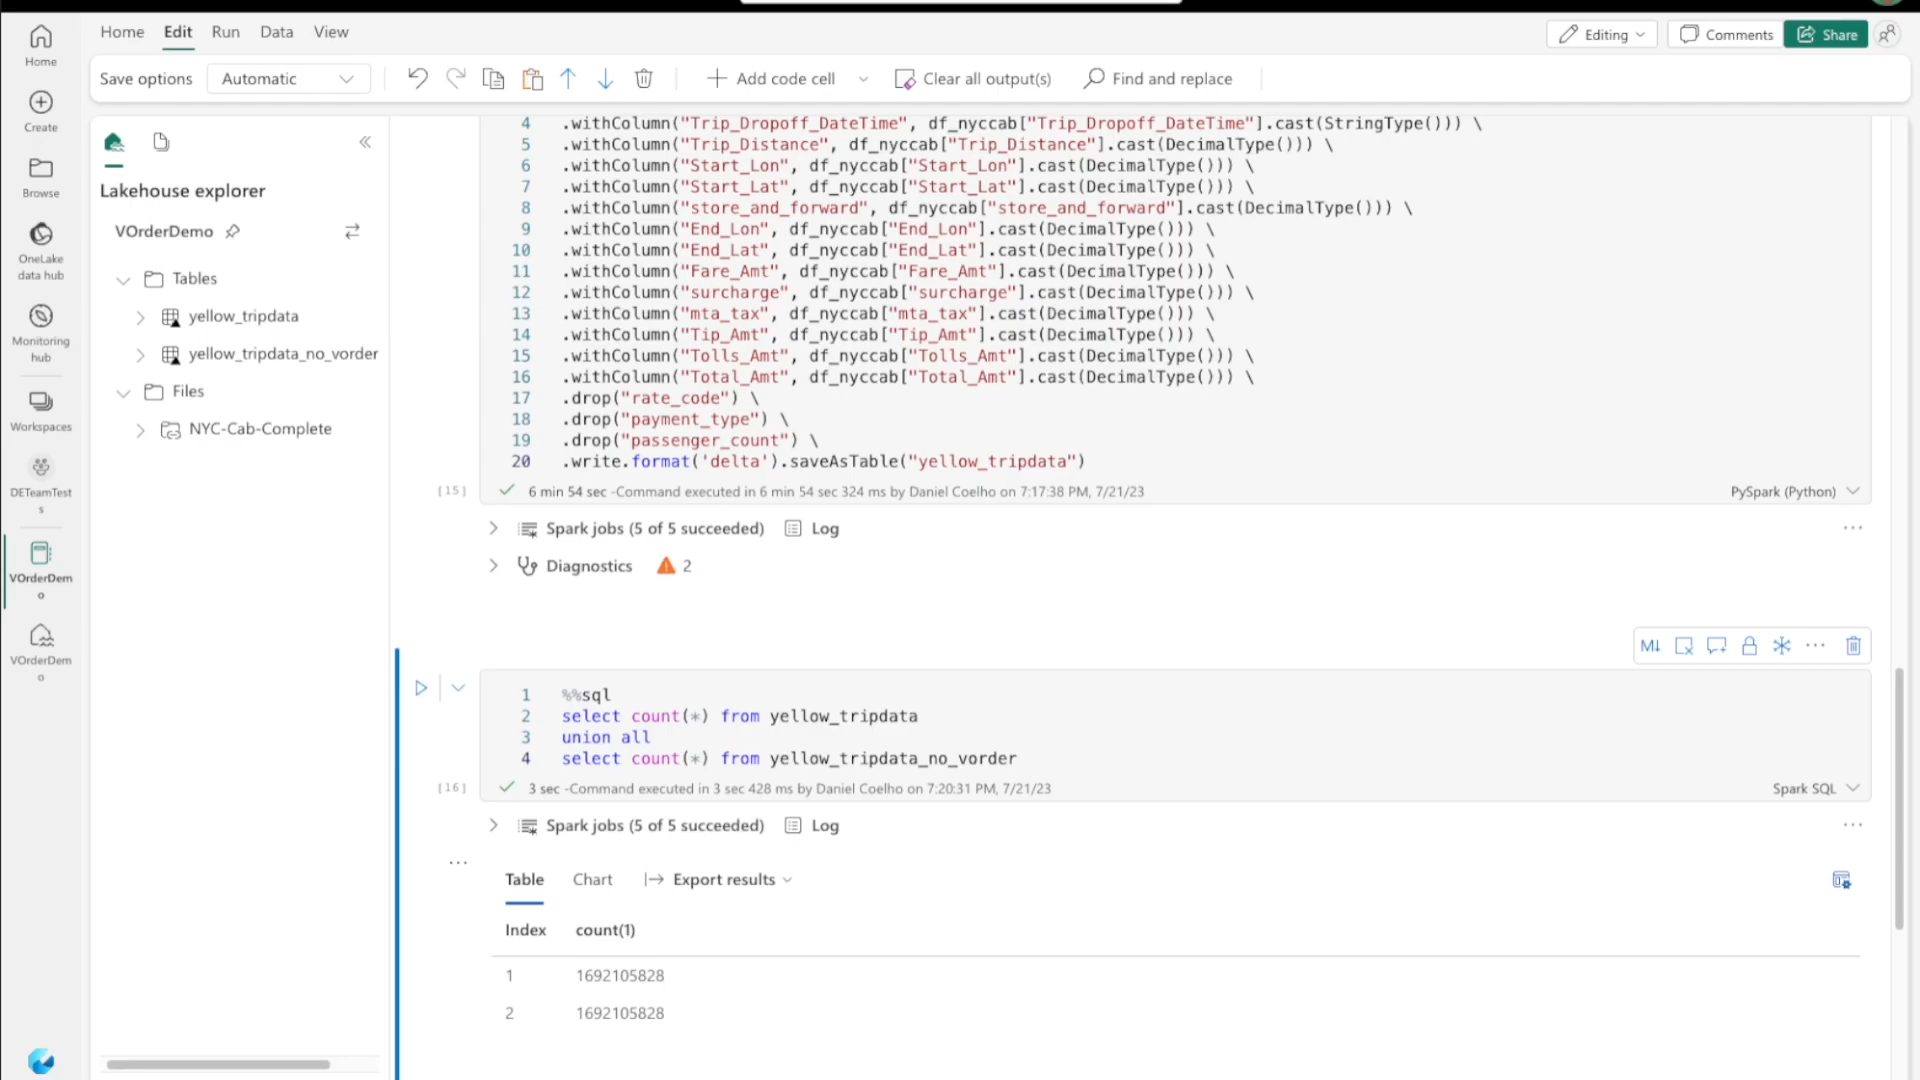 Home
Edit
Run
Data
View
Editing
Comments
Share
Save options
Automatic
Add code cell
Clear all output(s)
Find and replace
Home
Create
Browse
OneLake
data hub
Monitoring
hub
Workspaces
DETeamTest
s
VOrderDem
o
VOrderDem
o
Lakehouse explorer
VOrderDemo
Tables
yellow_tripdata
yellow_tripdata_no_vorder
Files
NYC-Cab-Complete
4 .withColumn("Trip_Dropoff_DateTime", df_nyccab["Trip_Dropoff_DateTime"].cast(StringType())) \
5 .withColumn("Trip_Distance", df_nyccab["Trip_Distance"].cast(DecimalType())) \
6 .withColumn("Start_Lon", df_nyccab["Start_Lon"].cast(DecimalType())) \
7 .withColumn("Start_Lat", df_nyccab["Start_Lat"].cast(DecimalType())) \
8 .withColumn("store_and_forward", df_nyccab["store_and_forward"].cast(DecimalType())) \
9 .withColumn("End_Lon", df_nyccab["End_Lon"].cast(DecimalType())) \
10 .withColumn("End_Lat", df_nyccab["End_Lat"].cast(DecimalType())) \
11 .withColumn("Fare_Amt", df_nyccab["Fare_Amt"].cast(DecimalType())) \
12 .withColumn("surcharge", df_nyccab["surcharge"].cast(DecimalType())) \
13 .withColumn("mta_tax", df_nyccab["mta_tax"].cast(DecimalType())) \
14 .withColumn("Tip_Amt", df_nyccab["Tip_Amt"].cast(DecimalType())) \
15 .withColumn("Tolls_Amt", df_nyccab["Tolls_Amt"].cast(DecimalType())) \
16 .withColumn("Total_Amt", df_nyccab["Total_Amt"].cast(DecimalType())) \
17 .drop("rate_code") \
18 .drop("payment_type") \
19 .drop("passenger_count") \
20 .write.format('delta').saveAsTable("yellow_tripdata")
[15] 6 min 54 sec -Command executed in 6 min 54 sec 324 ms by Daniel Coelho on 7:17:38 PM, 7/21/23 PySpark (Python)
Spark jobs (5 of 5 succeeded) Log ...
Diagnostics 2
M↓ ...
1 %%sql
2 select count(*) from yellow_tripdata
3 union all
4 select count(*) from yellow_tripdata_no_vorder
[16] 3 sec -Command executed in 3 sec 428 ms by Daniel Coelho on 7:20:31 PM, 7/21/23 Spark SQL
Spark jobs (5 of 5 succeeded) Log ...
...
Table Chart Export results
Index count(1)
1 1692105828
2 1692105828